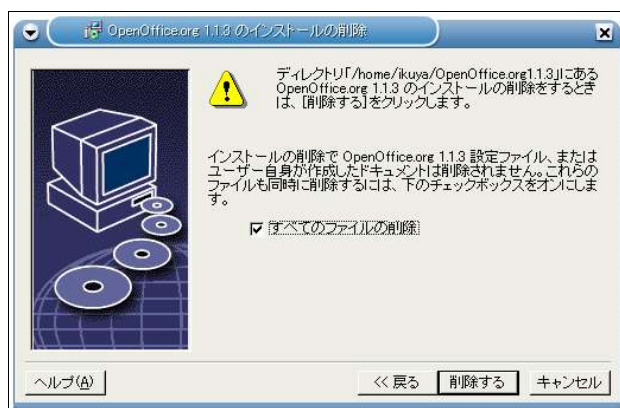 OpenOffice.org 1.1.3 のインストールの削除
ディレクトリ「/home/ikuya/OpenOffice.org1.1.3」にある
OpenOffice.org 1.1.3 のインストールの削除をするとき
は、[削除する]をクリックします。
インストールの削除で OpenOffice.org 1.1.3 設定ファイル、または
ユーザー自身が作成したドキュメントは削除されません。これらの
ファイルも同時に削除するには、下のチェックボックスをオンにしま
す。
すべてのファイルの削除
ヘルプ(A)
<< 戻る
削除する
キャンセル